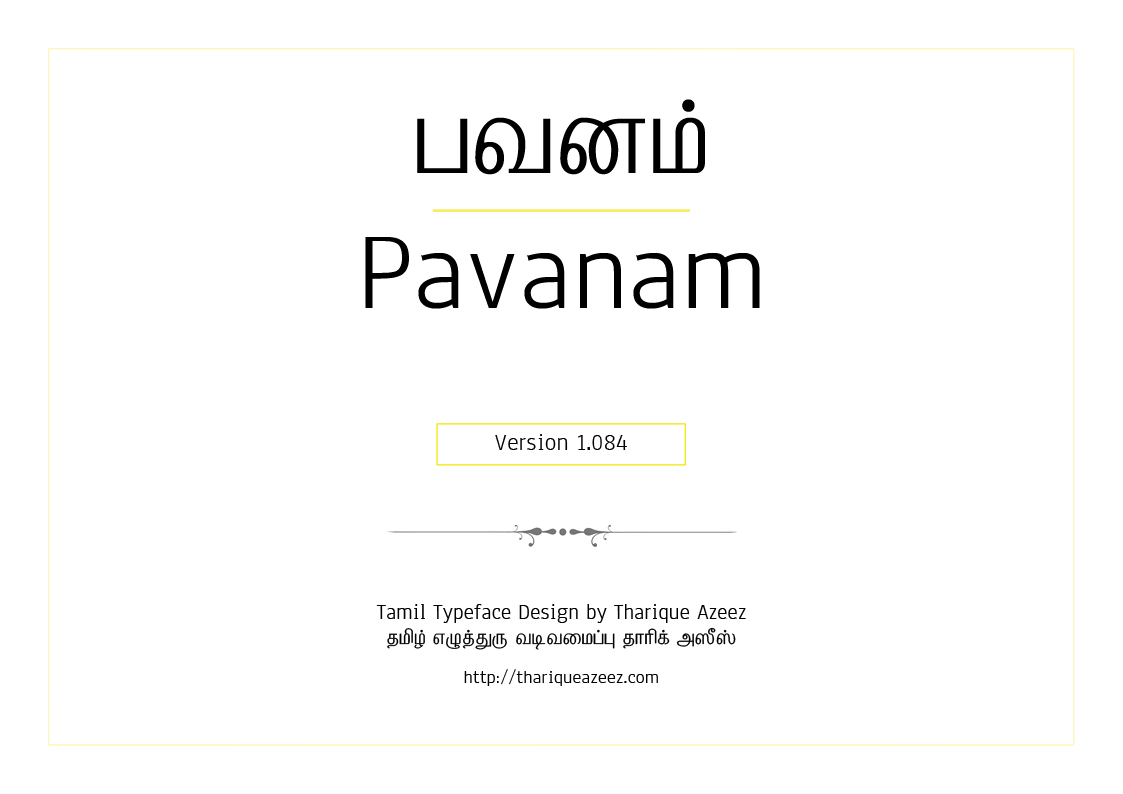 பவனம்
Pavanam
Version 1.084
Tamil Typeface Design by Tharique Azeez
தமிழ் எழுத்துரு வடிவமைப்பு தாரிக் அஸீஸ்
http://thariqueazeez.com